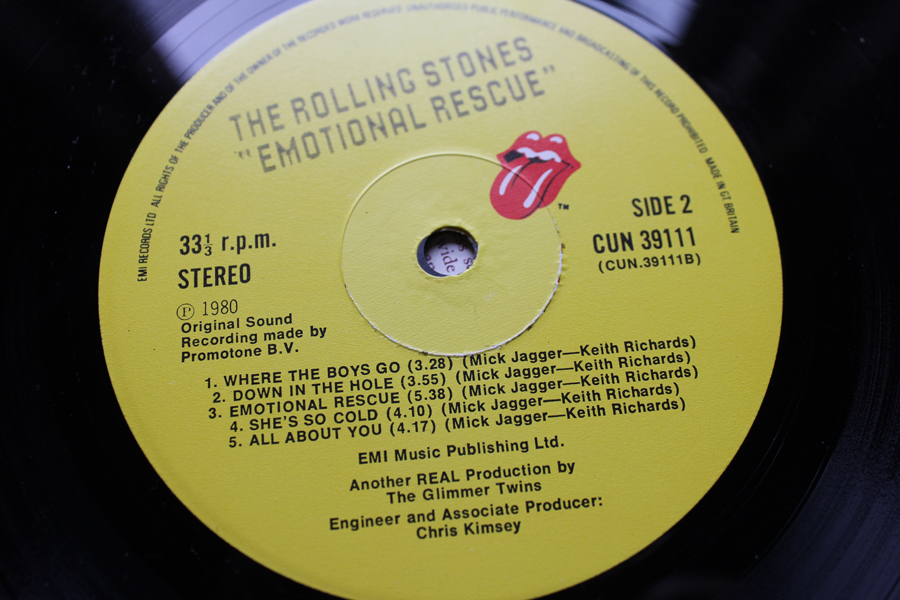 EMI RECORDS LTD ALL RIGHTS OF THE PRODUCER AND OF THE OWNER OF THE RECORDED WORK RESERVED UNAUTHORISED PUBLIC PERFORMANCE AND BROADCASTING OF THIS RECORD PROHIBITED MADE IN GT BRITAIN
THE ROLLING STONES
"EMOTIONAL RESCUE"
TM
33⅓ r.p.m.
STEREO
SIDE 2
CUN 39111
(CUN.39111B)
vide
Ⓟ 1980
Original Sound
Recording made by
Promotone B.V.
1. WHERE THE BOYS GO (3.28) (Mick Jagger—Keith Richards)
2. DOWN IN THE HOLE (3.55) (Mick Jagger—Keith Richards)
3. EMOTIONAL RESCUE (5.38) (Mick Jagger—Keith Richards)
4. SHE'S SO COLD (4.10) (Mick Jagger—Keith Richards)
5. ALL ABOUT YOU (4.17) (Mick Jagger—Keith Richards)
EMI Music Publishing Ltd.
Another REAL Production by
The Glimmer Twins
Engineer and Associate Producer:
Chris Kimsey